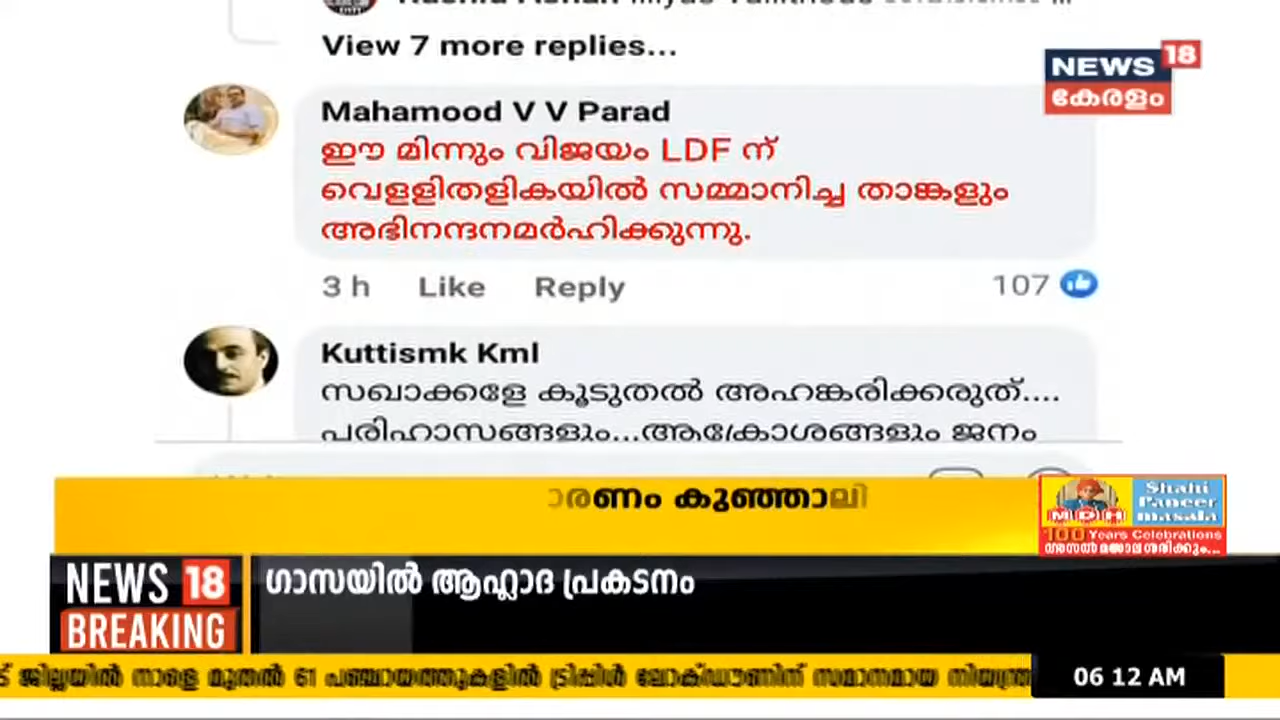 View 7 more replies...
NEWS 18
കേരളം
Mahamood V V Parad
ഈ മിന്നും വിജയം LDF ന്
വെളളിതളികയിൽ സമ്മാനിച്ച താങ്കളും
അഭിനന്ദനമർഹിക്കുന്നു.
3 h Like Reply 107
Kuttismk Kml
സഖാക്കളേ കൂടുതൽ അഹങ്കരിക്കരുത്....
പരിഹാസങ്ങളും...ആക്രോശങ്ങളും ജനം
രണം കുഞ്ഞാലി
MDH
Shahi
Paneer
masala
100 Years Celebrations
NEWS 18
BREAKING
ഗാസയിൽ ആഹ്ലാദ പ്രകടനം
ജില്ലയിൽ നാളെ മുതൽ 61 പഞ്ചായത്തുകളിൽ ട്രിപ്പിൾ ലോക്ഡൗണിന് സമാനമായ നിയന്ത്ര
06 12 AM